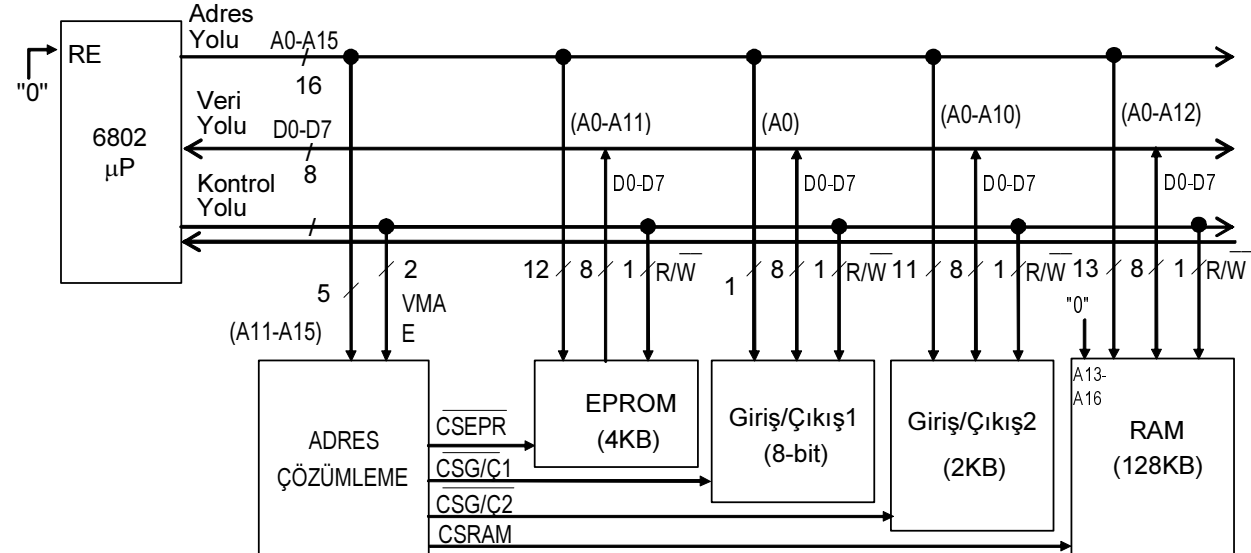 Adres
Yolu
A0-A15
16
RE
"0"
6802
µP
Veri
Yolu
D0-D7
8
Kontrol
Yolu
(A0-A11)
(A0)
(A0-A10)
(A0-A12)
D0-D7
D0-D7
D0-D7
D0-D7
5
2
VMA
E
(A11-A15)
12
8
1
R/W̅
1
8
1
R/W̅
11
8
1
R/W̅
13
8
1
R/W̅
"0"
A13-
A16
ADRES
ÇÖZÜMLEME
CSEPR
CSG/Ç1
CSG/Ç2
CSRAM
EPROM
(4KB)
Giriş/Çıkış1
(8-bit)
Giriş/Çıkış2
(2KB)
RAM
(128KB)